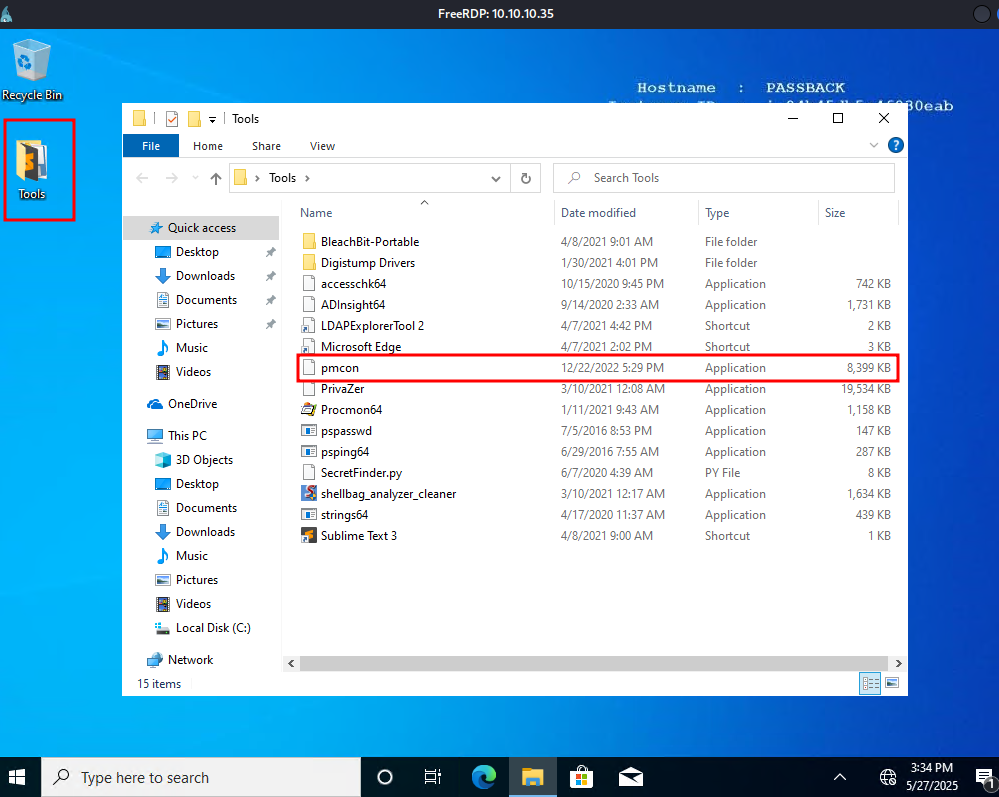 FreeRDP: 10.10.10.35
Recycle Bin
Hostname : PASSBACK
Tools
Tools
File Home Share View
Tools
Search Tools
Name Date modified Type Size
Quick access
Desktop
Downloads
Documents
Pictures
Music
Videos
OneDrive
This PC
3D Objects
Desktop
Documents
Downloads
Music
Pictures
Videos
Local Disk (C:)
Network
BleachBit-Portable 4/8/2021 9:01 AM File folder
Digistump Drivers 1/30/2021 4:01 PM File folder
accesschk64 10/15/2020 9:45 PM Application 742 KB
ADInsight64 9/14/2020 2:33 AM Application 1,731 KB
LDAPExplorerTool 2 4/7/2021 4:42 PM Shortcut 2 KB
Microsoft Edge 4/7/2021 2:02 PM Shortcut 3 KB
pmcon 12/22/2022 5:29 PM Application 8,399 KB
PrivaZer 3/10/2021 12:08 AM Application 19,534 KB
Procmon64 1/11/2021 9:43 AM Application 1,158 KB
pspasswd 7/5/2016 8:53 PM Application 147 KB
psping64 6/29/2016 7:55 AM Application 287 KB
SecretFinder.py 6/7/2020 4:39 AM PY File 8 KB
shellbag_analyzer_cleaner 3/10/2021 12:17 AM Application 1,634 KB
strings64 4/17/2020 11:37 AM Application 439 KB
Sublime Text 3 4/8/2021 9:00 AM Shortcut 1 KB
15 items
Type here to search
3:34 PM
5/27/2025
1